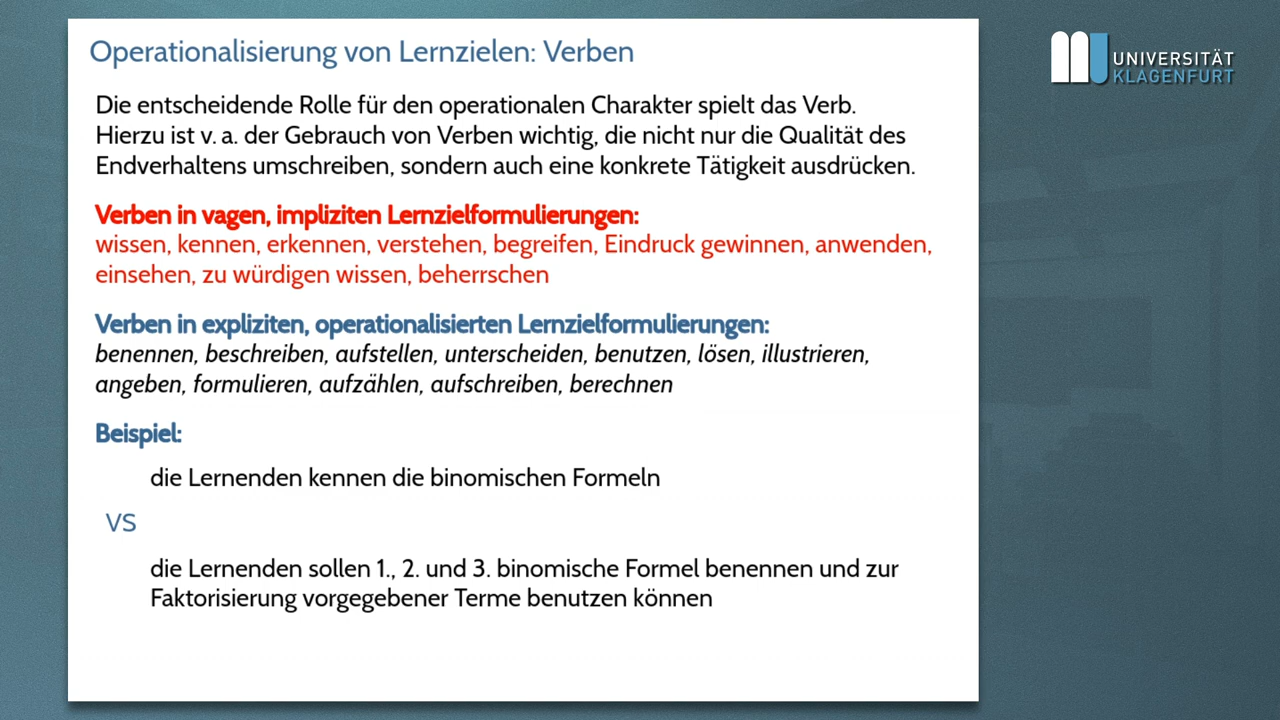 Operationalisierung von Lernzielen: Verben
UNIVERSITÄT
KLAGENFURT
Die entscheidende Rolle für den operationalen Charakter spielt das Verb.
Hierzu ist v. a. der Gebrauch von Verben wichtig, die nicht nur die Qualität des
Endverhaltens umschreiben, sondern auch eine konkrete Tätigkeit ausdrücken.
Verben in vagen, impliziten Lernzielformulierungen:
wissen, kennen, erkennen, verstehen, begreifen, Eindruck gewinnen, anwenden,
einsehen, zu würdigen wissen, beherrschen
Verben in expliziten, operationalisierten Lernzielformulierungen:
benennen, beschreiben, aufstellen, unterscheiden, benutzen, lösen, illustrieren,
angeben, formulieren, aufzählen, aufschreiben, berechnen
Beispiel:
die Lernenden kennen die binomischen Formeln
VS
die Lernenden sollen 1., 2. und 3. binomische Formel benennen und zur
Faktorisierung vorgegebener Terme benutzen können